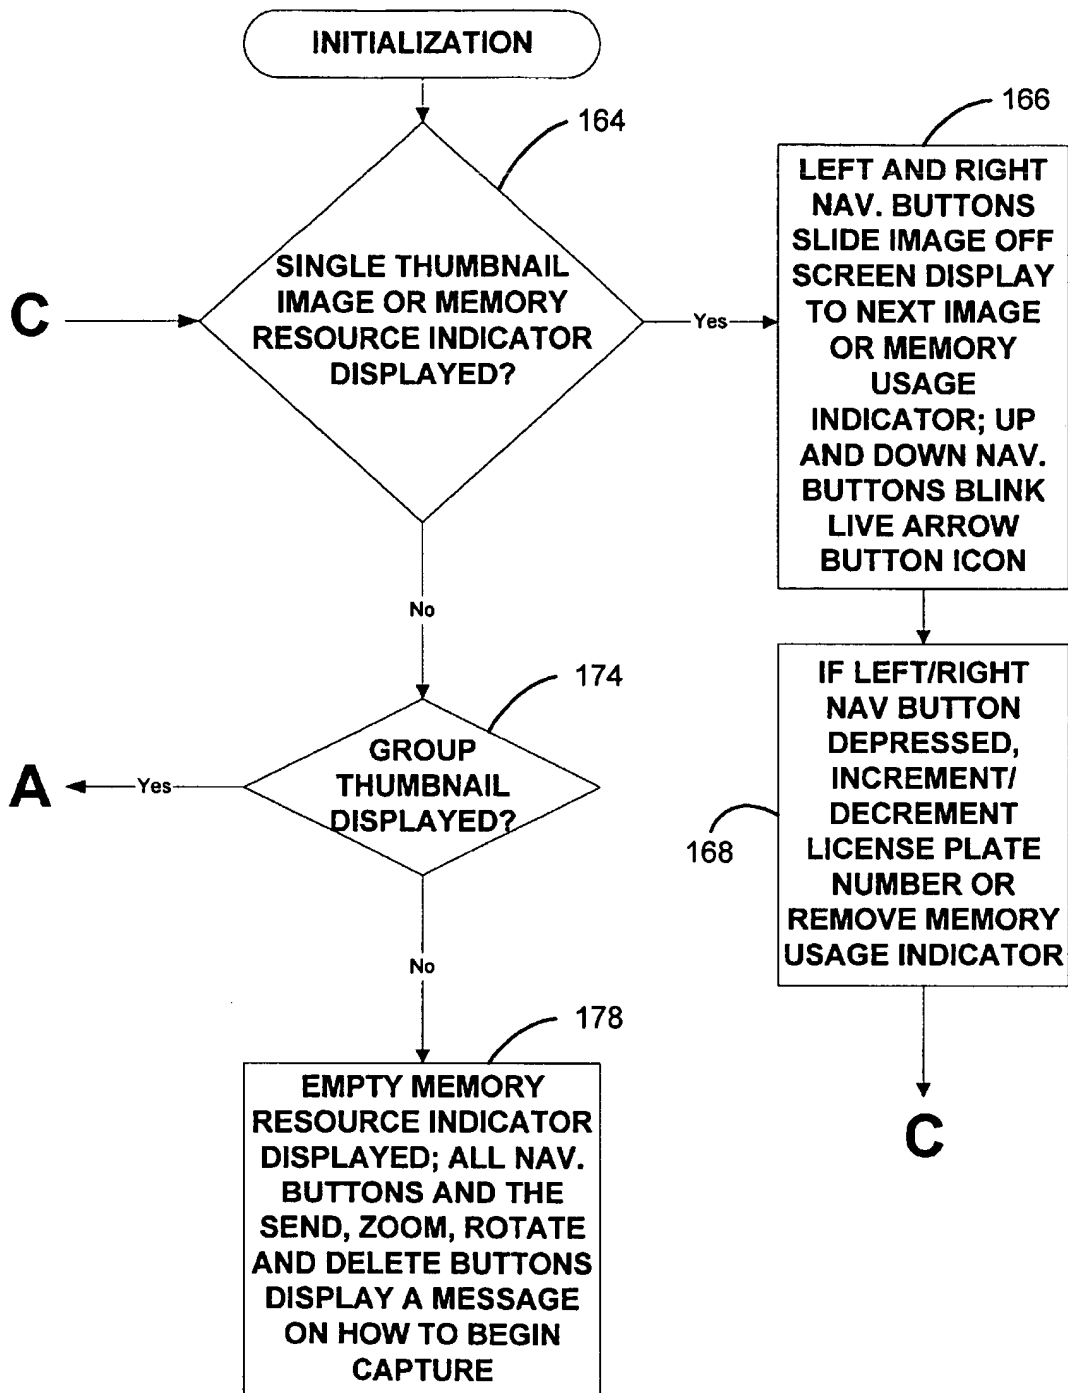 INITIALIZATION
164
SINGLE THUMBNAIL
IMAGE OR MEMORY
RESOURCE INDICATOR
DISPLAYED?
C
Yes
166
LEFT AND RIGHT
NAV. BUTTONS
SLIDE IMAGE OFF
SCREEN DISPLAY
TO NEXT IMAGE
OR MEMORY
USAGE
INDICATOR; UP
AND DOWN NAV.
BUTTONS BLINK
LIVE ARROW
BUTTON ICON
No
174
GROUP
THUMBNAIL
DISPLAYED?
A
Yes
168
IF LEFT/RIGHT
NAV BUTTON
DEPRESSED,
INCREMENT/
DECREMENT
LICENSE PLATE
NUMBER OR
REMOVE MEMORY
USAGE INDICATOR
C
No
178
EMPTY MEMORY
RESOURCE INDICATOR
DISPLAYED; ALL NAV.
BUTTONS AND THE
SEND, ZOOM, ROTATE
AND DELETE BUTTONS
DISPLAY A MESSAGE
ON HOW TO BEGIN
CAPTURE